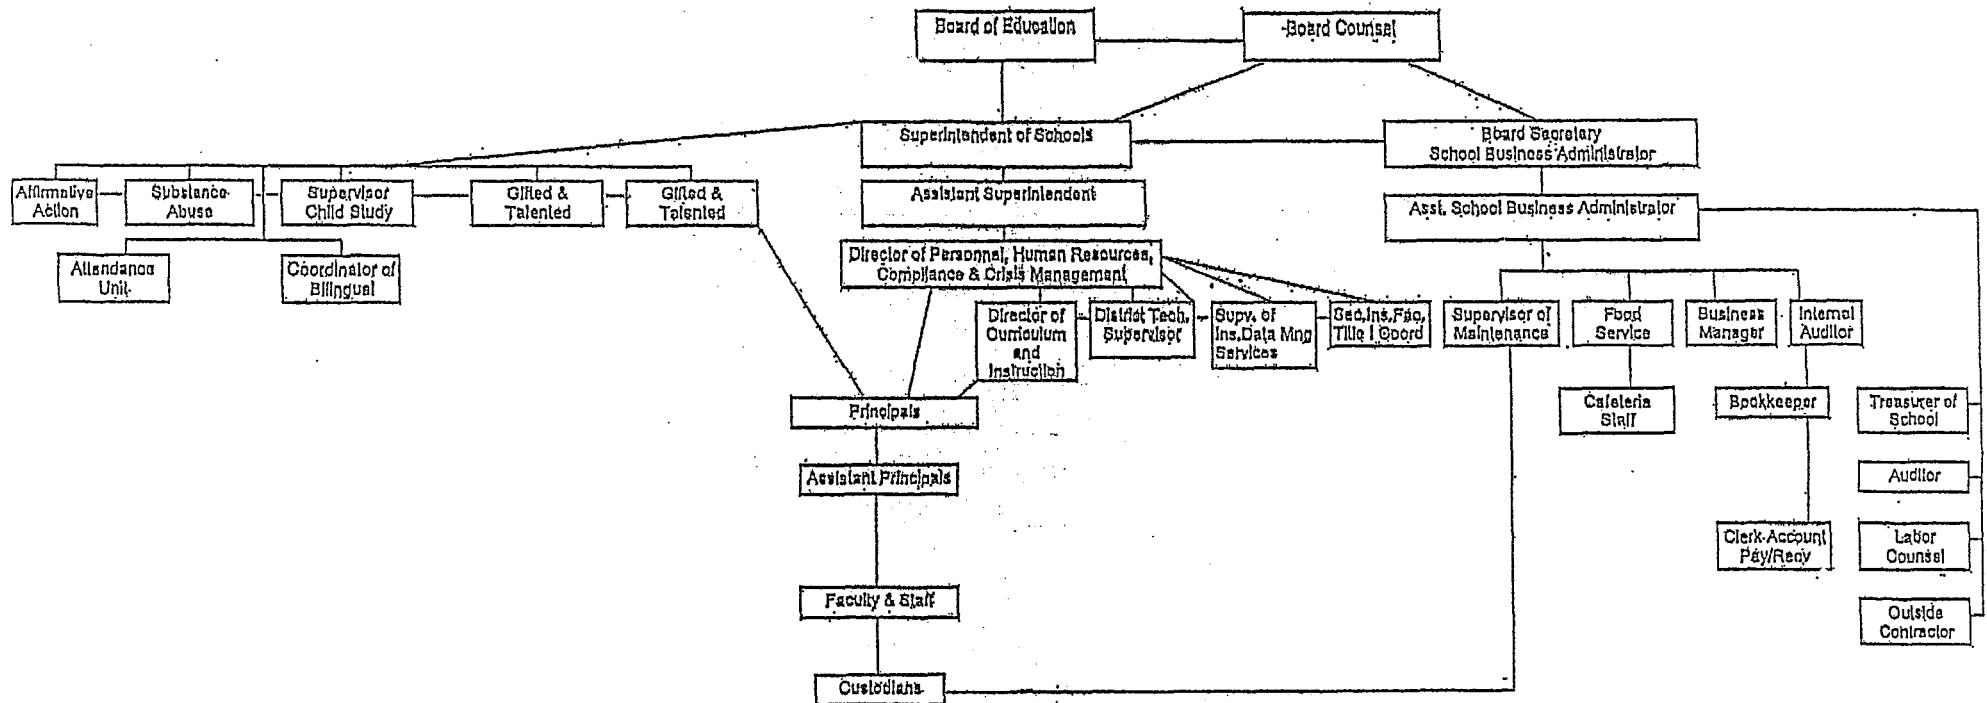 Board of Education
Board Counsel
Superintendent of Schools
Board Secretary
School Business Administrator
Affirmative
Action
Substance
Abuse
Supervisor
Child Study
Gifted &
Talented
Gifted &
Talented
Assistant Superintendent
Asst. School Business Administrator
Attendance
Unit
Coordinator of
Bilingual
Director of Personnal, Human Resources,
Compliance & Crisis Management
Director of
Curriculum
and
Instruction
District Tech.
Supervisor
Supv. of
Ins.Data Mng
Services
Sec,Ins,Fac,
Title I Coord
Supervisor of
Maintenance
Food
Service
Business
Manager
Internal
Auditor
Principals
Cafeteria
Staff
Bookkeeper
Treasurer of
School
Assistant Principals
Auditor
Clerk-Account
Pay/Recv
Labor
Counsel
Faculty & Staff
Outside
Contractor
Custodians